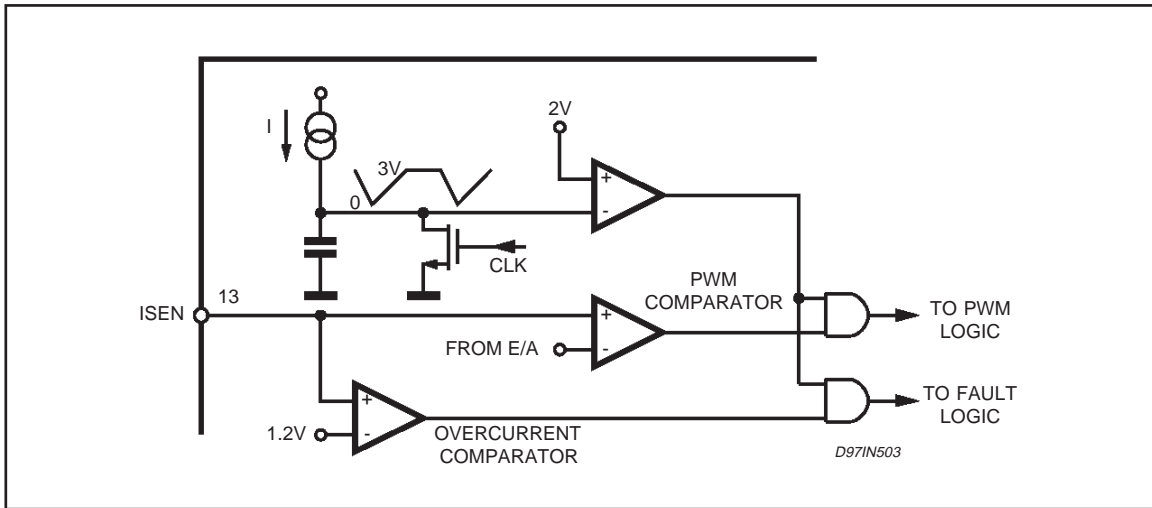 2V
I
3V
+
-
0
CLK
13
PWM
COMPARATOR
ISEN
+
-
TO PWM
LOGIC
FROM E/A
+
-
TO FAULT
LOGIC
1.2V
OVERCURRENT
COMPARATOR
D97IN503